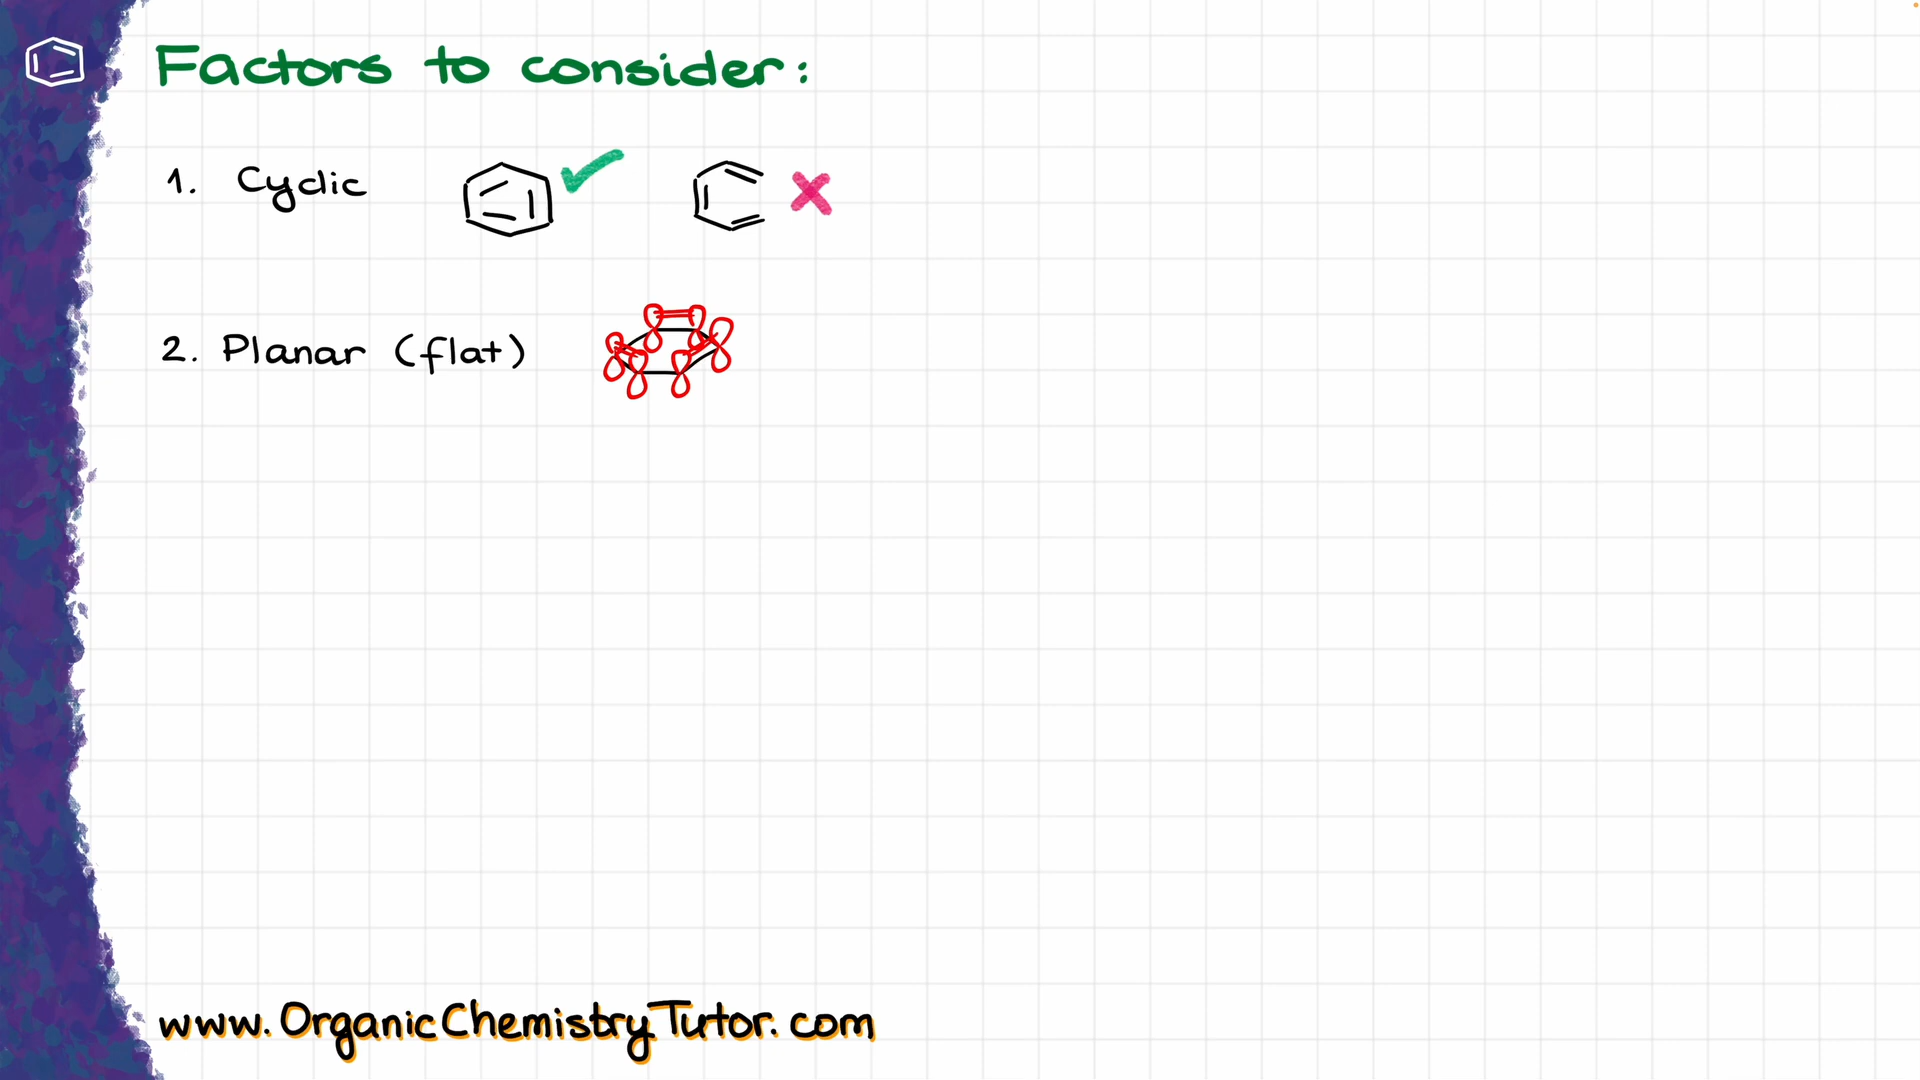 Factors to consider:
1. Cyclic
2. Planar (flat)
www.OrganicChemistryTutor.com